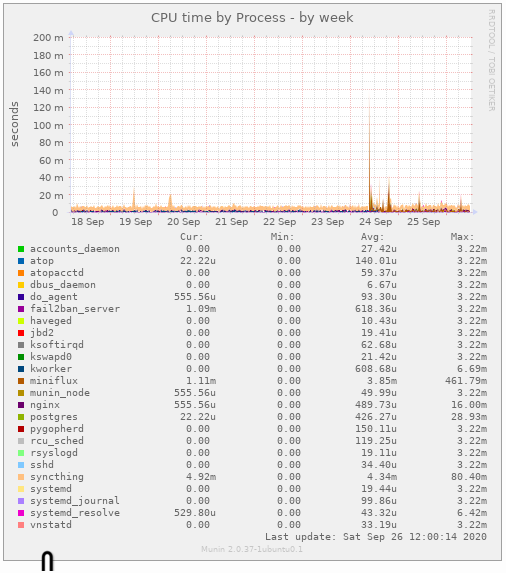 CPU time by Process - by week
RRDTOOL / TOBI OETIKER
seconds
200 m
180 m
160 m
140 m
120 m
100 m
80 m
60 m
40 m
20 m
0
18 Sep 19 Sep 20 Sep 21 Sep 22 Sep 23 Sep 24 Sep 25 Sep
Cur: Min: Avg: Max:
accounts_daemon 0.00 0.00 27.42u 3.22m
atop 22.22u 0.00 140.01u 3.22m
atopacctd 0.00 0.00 59.37u 3.22m
dbus_daemon 0.00 0.00 6.67u 3.22m
do_agent 555.56u 0.00 93.30u 3.22m
fail2ban_server 1.09m 0.00 618.36u 3.22m
haveged 0.00 0.00 10.43u 3.22m
jbd2 0.00 0.00 19.41u 3.22m
ksoftirqd 0.00 0.00 62.68u 3.22m
kswapd0 0.00 0.00 21.42u 3.22m
kworker 0.00 0.00 608.68u 6.69m
miniflux 1.11m 0.00 3.85m 461.79m
munin_node 555.56u 0.00 49.99u 3.22m
nginx 555.56u 0.00 489.73u 16.00m
postgres 22.22u 0.00 426.27u 28.93m
pygopherd 0.00 0.00 150.11u 3.22m
rcu_sched 0.00 0.00 119.25u 3.22m
rsyslogd 0.00 0.00 19.11u 3.22m
sshd 0.00 0.00 34.40u 3.22m
syncthing 4.92m 0.00 4.34m 80.40m
systemd 0.00 0.00 19.44u 3.22m
systemd_journal 0.00 0.00 99.86u 3.22m
systemd_resolve 529.80u 0.00 43.32u 6.42m
vnstatd 0.00 0.00 33.19u 3.22m
Last update: Sat Sep 26 12:00:14 2020
Munin 2.0.37-1ubuntu0.1